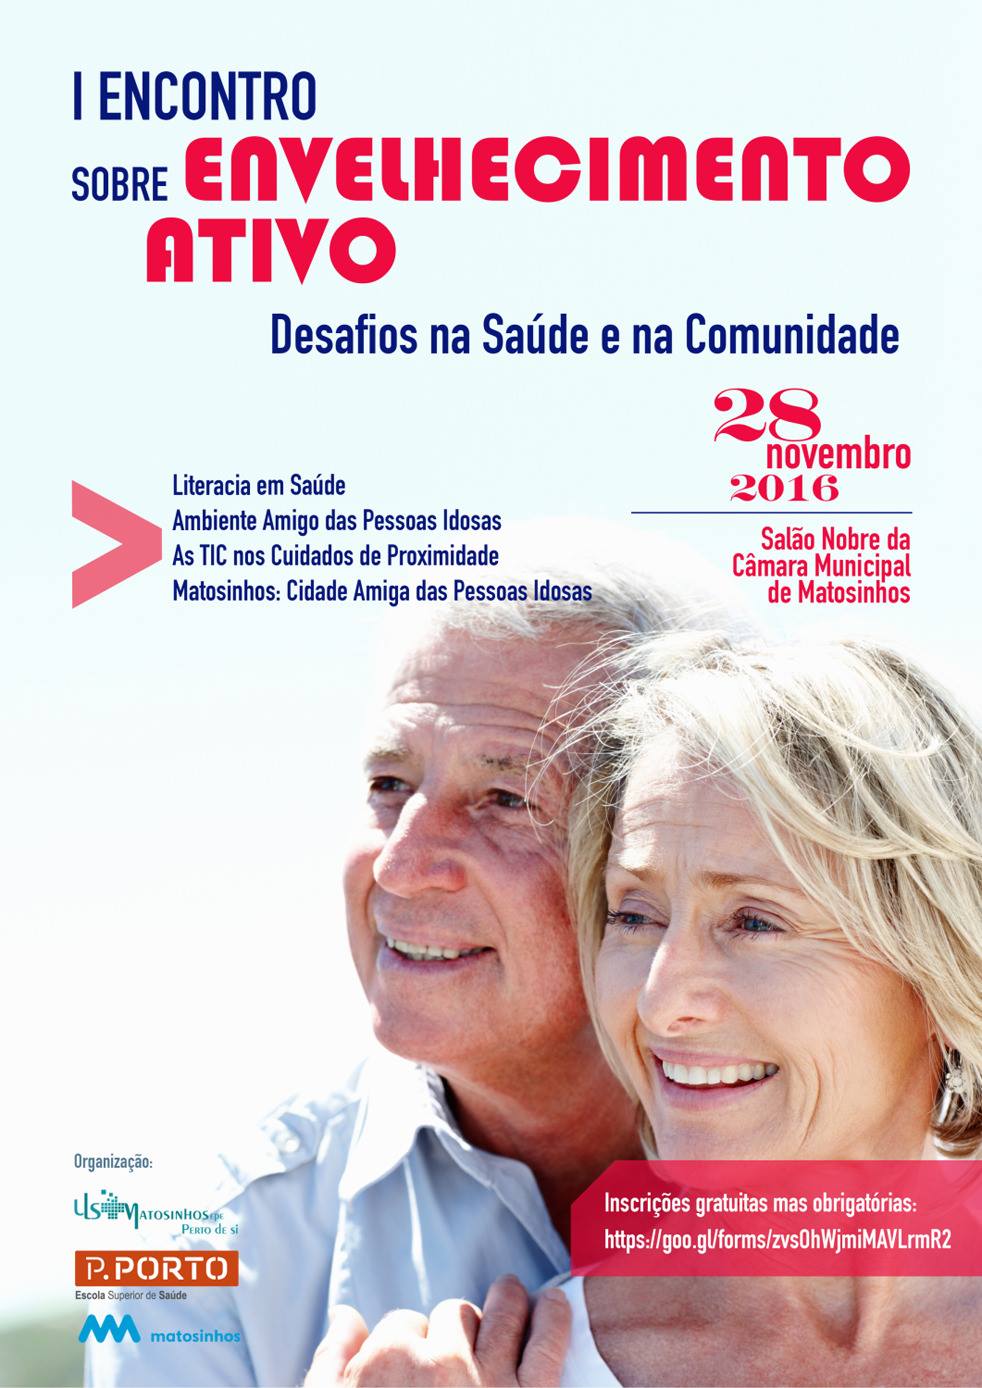 I ENCONTRO
SOBRE ENVELHECIMENTO
ATIVO
Desafios na Saúde e na Comunidade
28
novembro
2016
Salão Nobre da
Câmara Municipal
de Matosinhos
Literacia em Saúde
Ambiente Amigo das Pessoas Idosas
As TIC nos Cuidados de Proximidade
Matosinhos: Cidade Amiga das Pessoas Idosas
Organização:
uls MATOSINHOS epe
PERTO DE SI
P.PORTO
Escola Superior de Saúde
matosinhos
Inscrições gratuitas mas obrigatórias:
https://goo.gl/forms/zvsOhWjmiMAVLrmR2